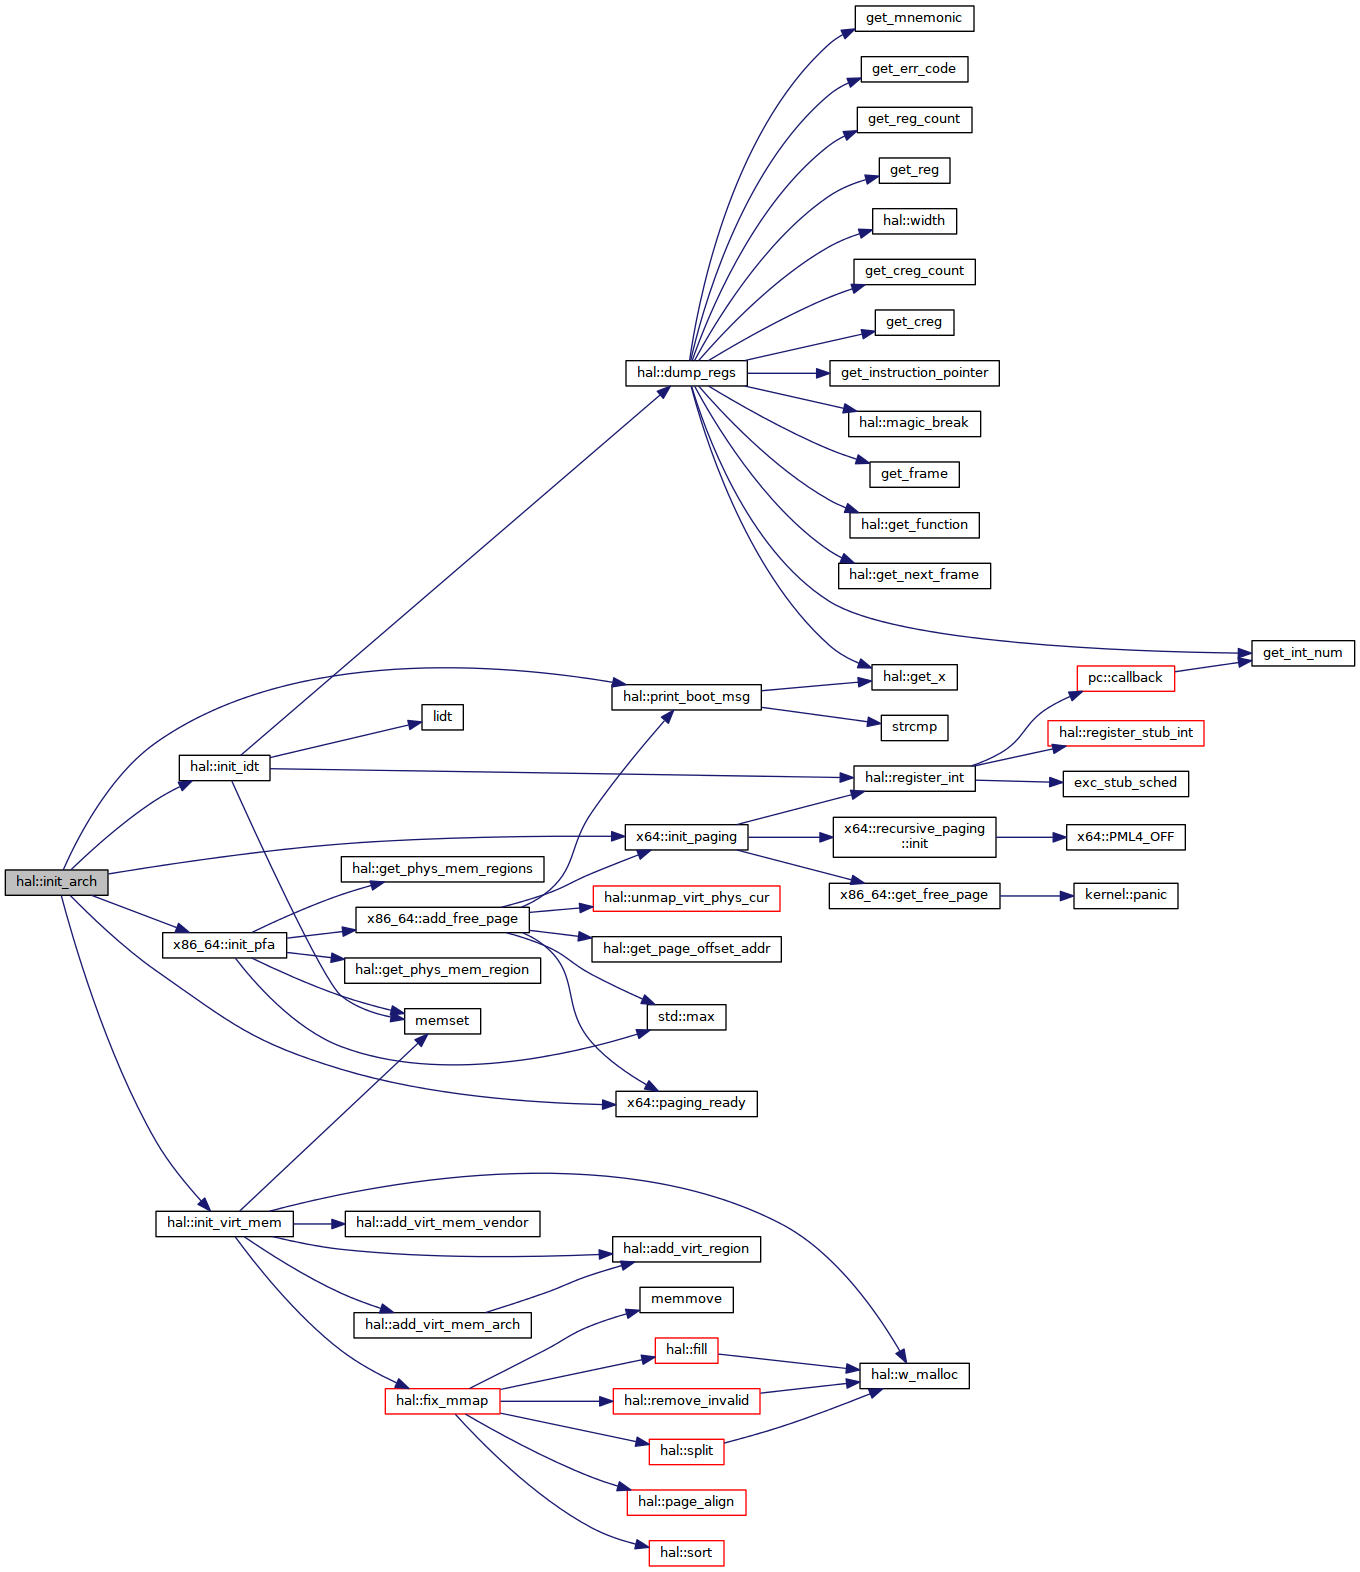 get_mnemonic
get_err_code
get_reg_count
get_reg
hal::width
get_creg_count
get_creg
hal::dump_regs
get_instruction_pointer
hal::magic_break
get_frame
hal::get_function
hal::get_next_frame
get_int_num
hal::get_x
pc::callback
hal::print_boot_msg
lidt
strcmp
hal::register_stub_int
hal::init_idt
hal::register_int
exc_stub_sched
x64::init_paging
x64::recursive_paging
::init
x64::PML4_OFF
hal::get_phys_mem_regions
hal::init_arch
hal::unmap_virt_phys_cur
x86_64::get_free_page
kernel::panic
x86_64::add_free_page
x86_64::init_pfa
hal::get_page_offset_addr
hal::get_phys_mem_region
memset
std::max
x64::paging_ready
hal::init_virt_mem
hal::add_virt_mem_vendor
hal::add_virt_region
memmove
hal::add_virt_mem_arch
hal::fill
hal::w_malloc
hal::fix_mmap
hal::remove_invalid
hal::split
hal::page_align
hal::sort